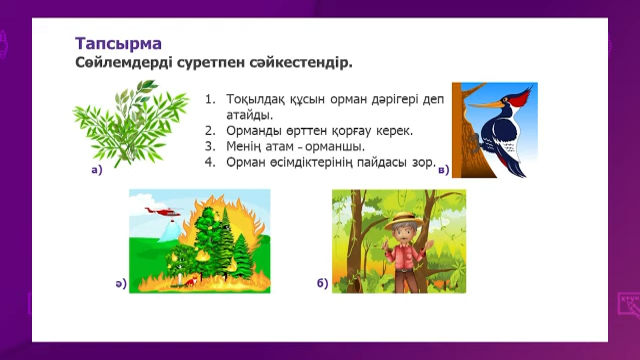 Тапсырма
Сөйлемдерді суретпен сәйкестендір.
1. Тоқылдақ құсын орман дәрігері деп
атайды.
2. Орманды өрттен қорғау керек.
3. Менің атам – орманшы.
4. Орман өсімдіктерінің пайдасы зор.
а)
в)
ә)
б)